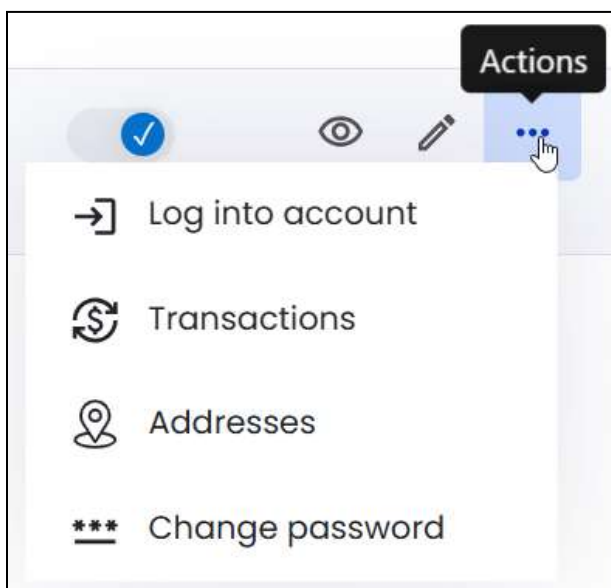 Actions
Log into account
Transactions
Addresses
Change password